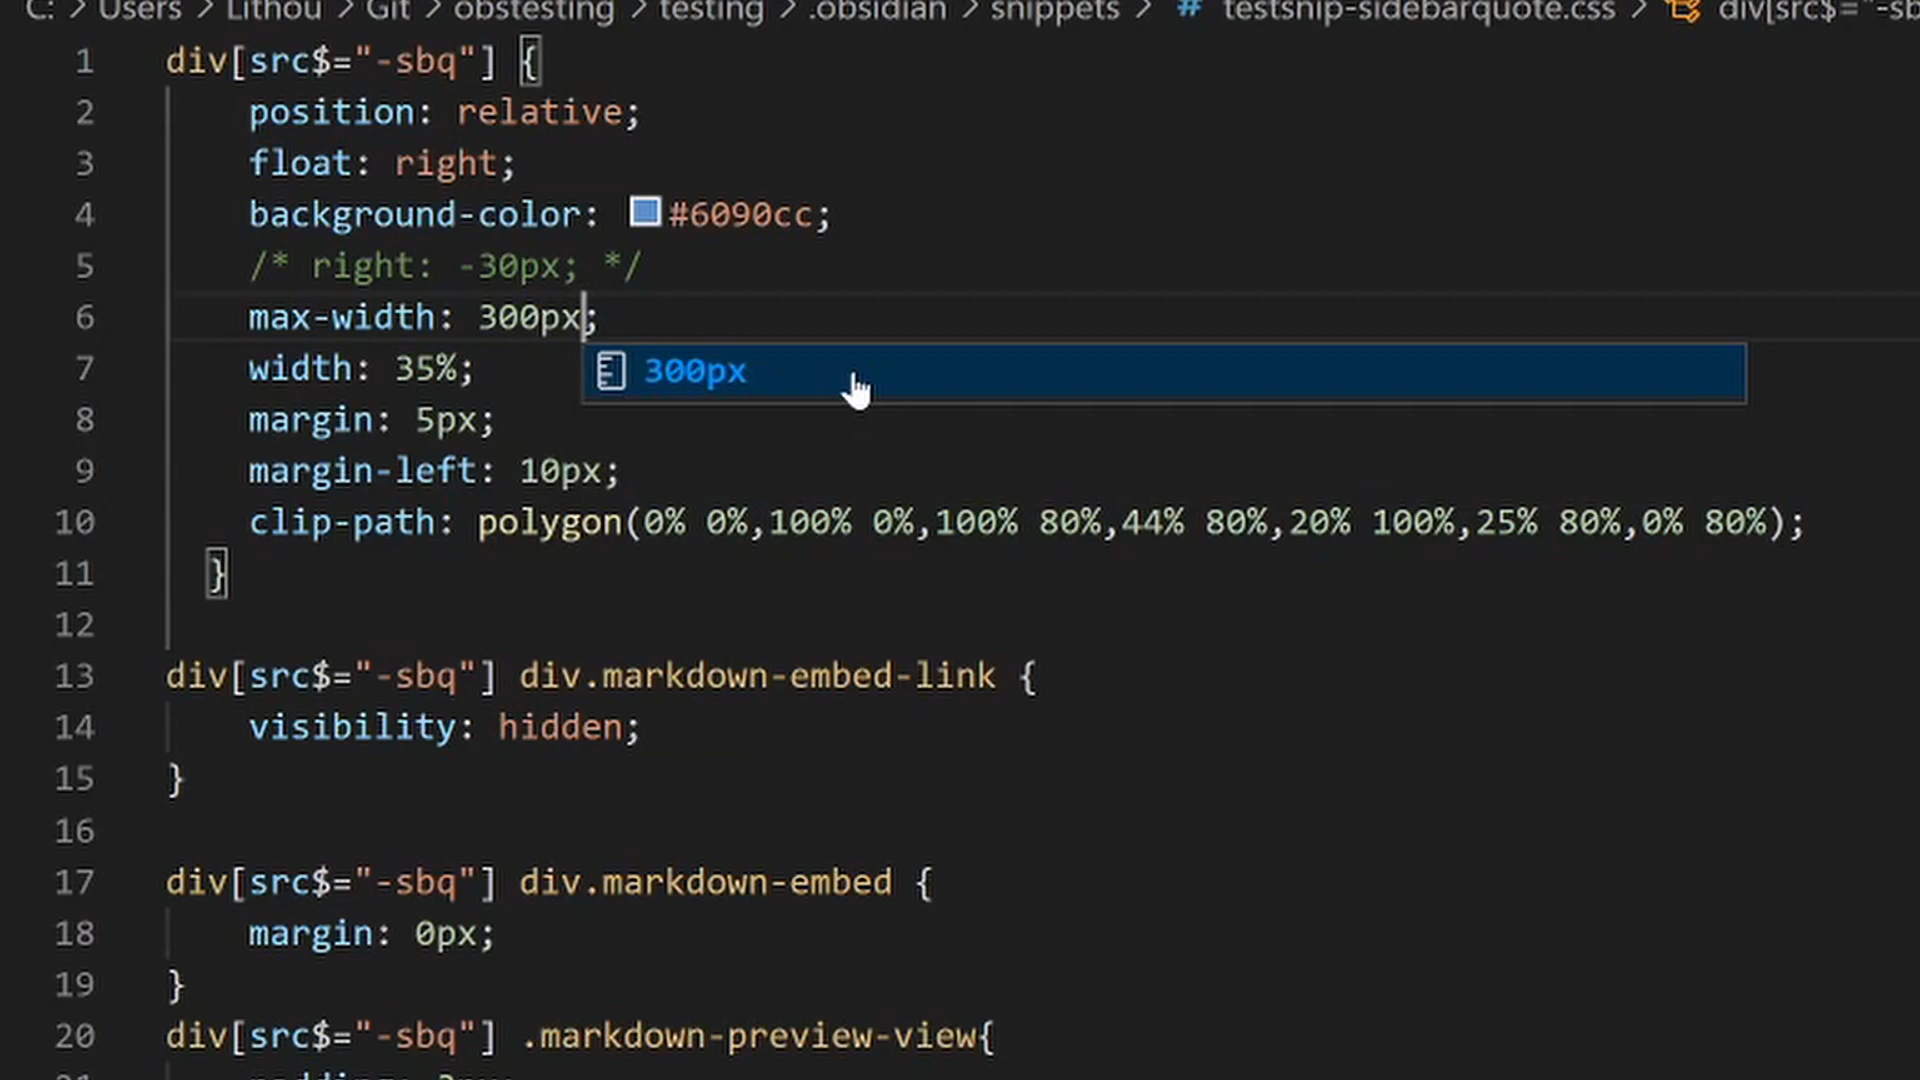 C: > Users > Lithou > Git > obstesting > testing > .obsidian > snippets > # testsnip-sidebarquote.css > div[src$="-sb
1 div[src$="-sbq"] {
2 position: relative;
3 float: right;
4 background-color: #6090cc;
5 /* right: -30px; */
6 max-width: 300px;
7 width: 35%;
300px
8 margin: 5px;
9 margin-left: 10px;
10 clip-path: polygon(0% 0%,100% 0%,100% 80%,44% 80%,20% 100%,25% 80%,0% 80%);
11 }
12
13 div[src$="-sbq"] div.markdown-embed-link {
14 visibility: hidden;
15 }
16
17 div[src$="-sbq"] div.markdown-embed {
18 margin: 0px;
19 }
20 div[src$="-sbq"] .markdown-preview-view{